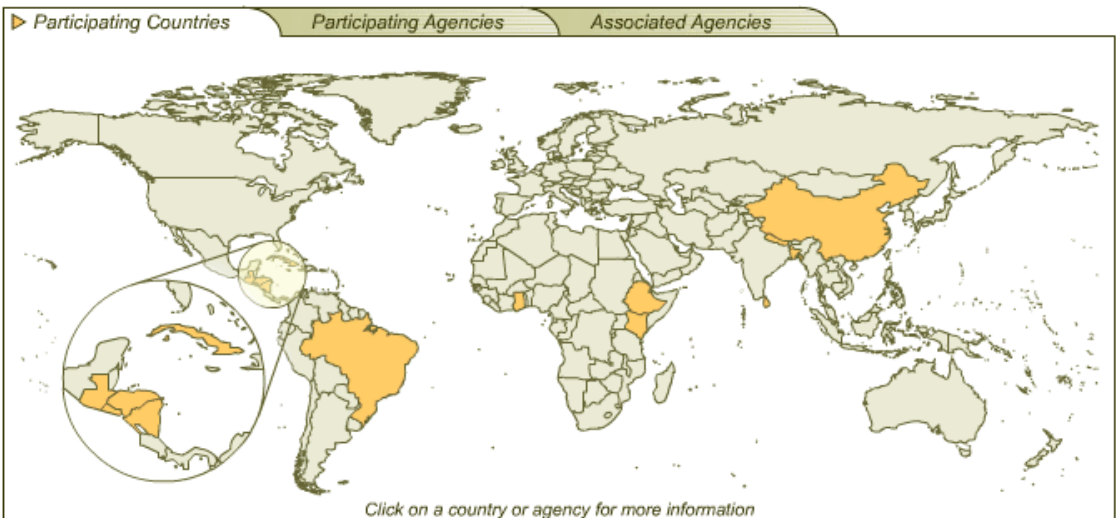 Participating Countries
Participating Agencies
Associated Agencies
Click on a country or agency for more information